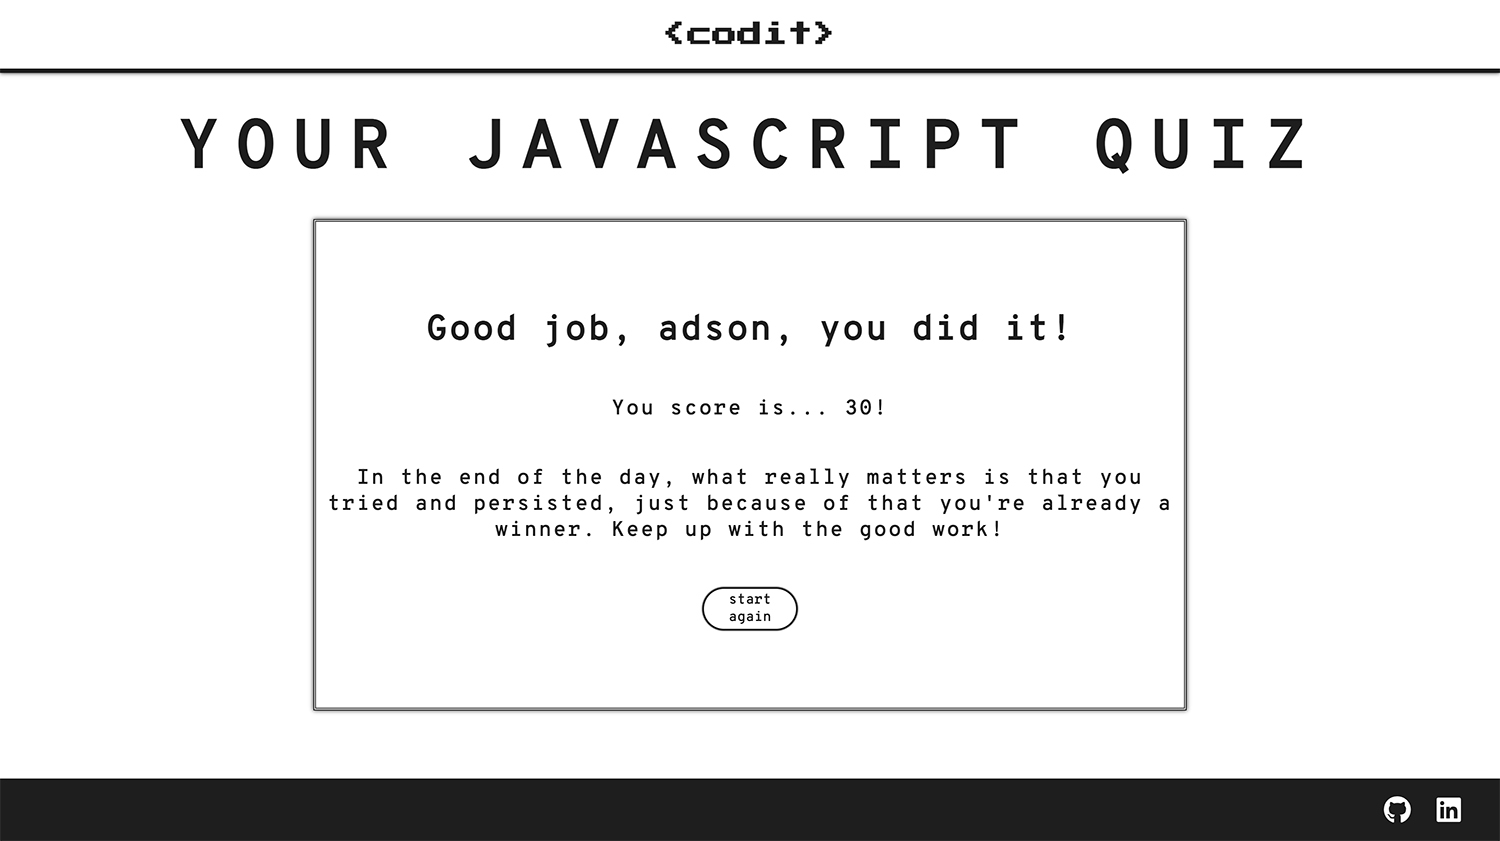 <codit>
YOUR JAVASCRIPT QUIZ
Good job, adson, you did it!
You score is... 30!
In the end of the day, what really matters is that you
tried and persisted, just because of that you're already a
winner. Keep up with the good work!
start
again
in